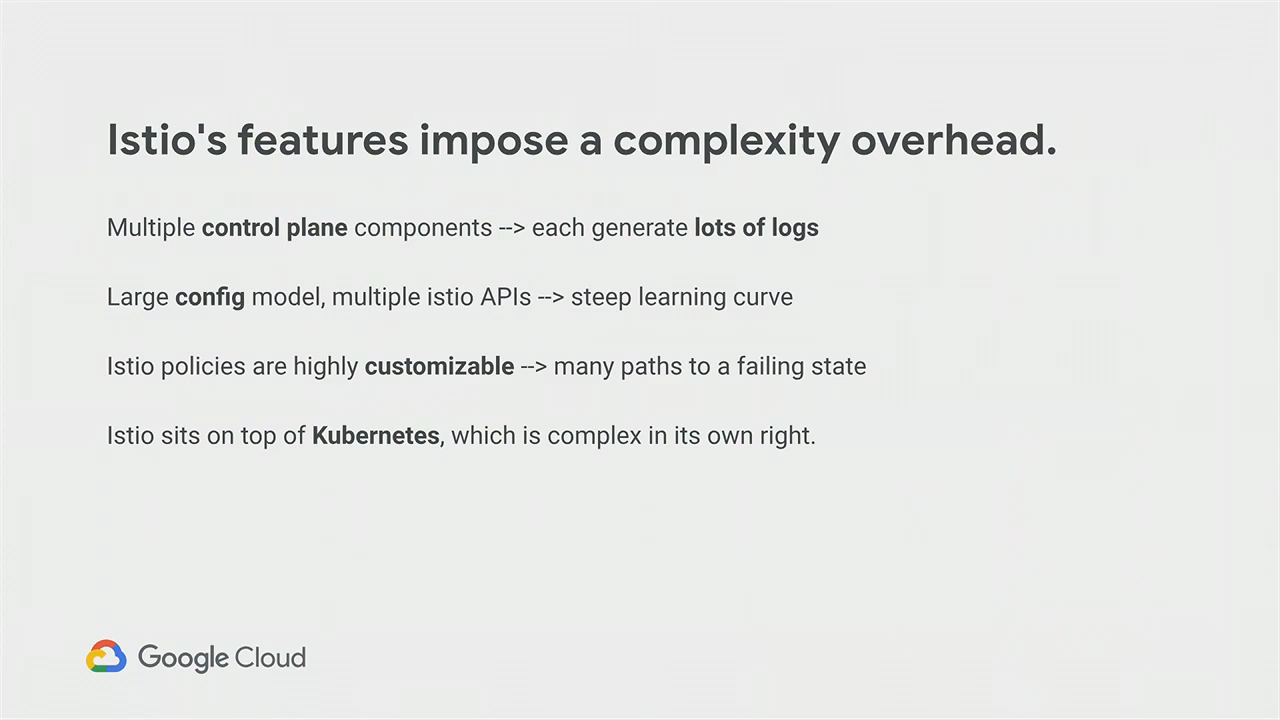 Istio's features impose a complexity overhead.
Multiple control plane components --> each generate lots of logs
Large config model, multiple istio APIs --> steep learning curve
Istio policies are highly customizable --> many paths to a failing state
Istio sits on top of Kubernetes, which is complex in its own right.
Google Cloud